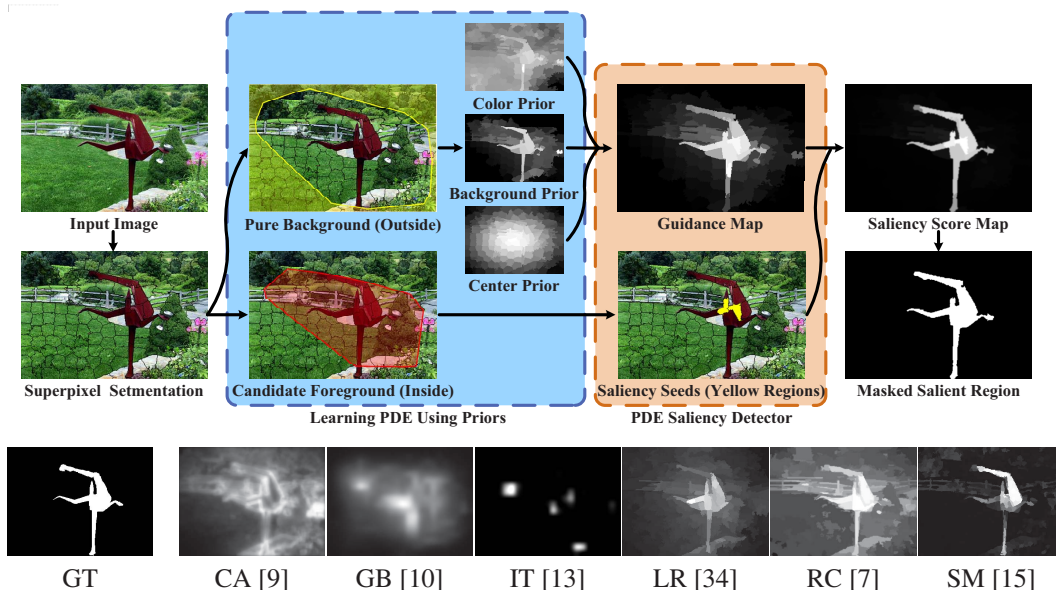 Color Prior
Input Image
Pure Background (Outside)
Background Prior
Guidance Map
Saliency Score Map
Center Prior
Superpixel Setmentation
Candidate Foreground (Inside)
Saliency Seeds (Yellow Regions)
Masked Salient Region
Learning PDE Using Priors
PDE Saliency Detector
GT
CA [9]
GB [10]
IT [13]
LR [34]
RC [7]
SM [15]